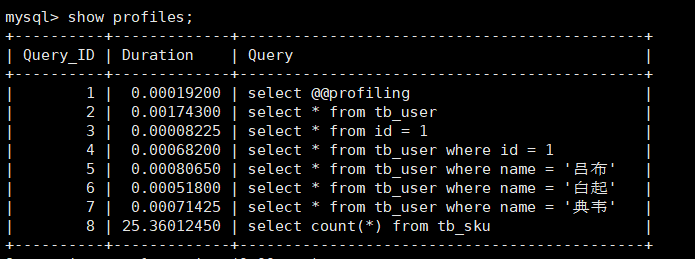 mysql> show profiles;
+----------+-------------+---------------------------------------------+
| Query_ID | Duration | Query |
+----------+-------------+---------------------------------------------+
| 1 | 0.00019200 | select @@profiling |
| 2 | 0.00174300 | select * from tb_user |
| 3 | 0.00008225 | select * from id = 1 |
| 4 | 0.00068200 | select * from tb_user where id = 1 |
| 5 | 0.00080650 | select * from tb_user where name = '吕布' |
| 6 | 0.00051800 | select * from tb_user where name = '白起' |
| 7 | 0.00071425 | select * from tb_user where name = '典韦' |
| 8 | 25.36012450 | select count(*) from tb_sku |
+----------+-------------+---------------------------------------------+